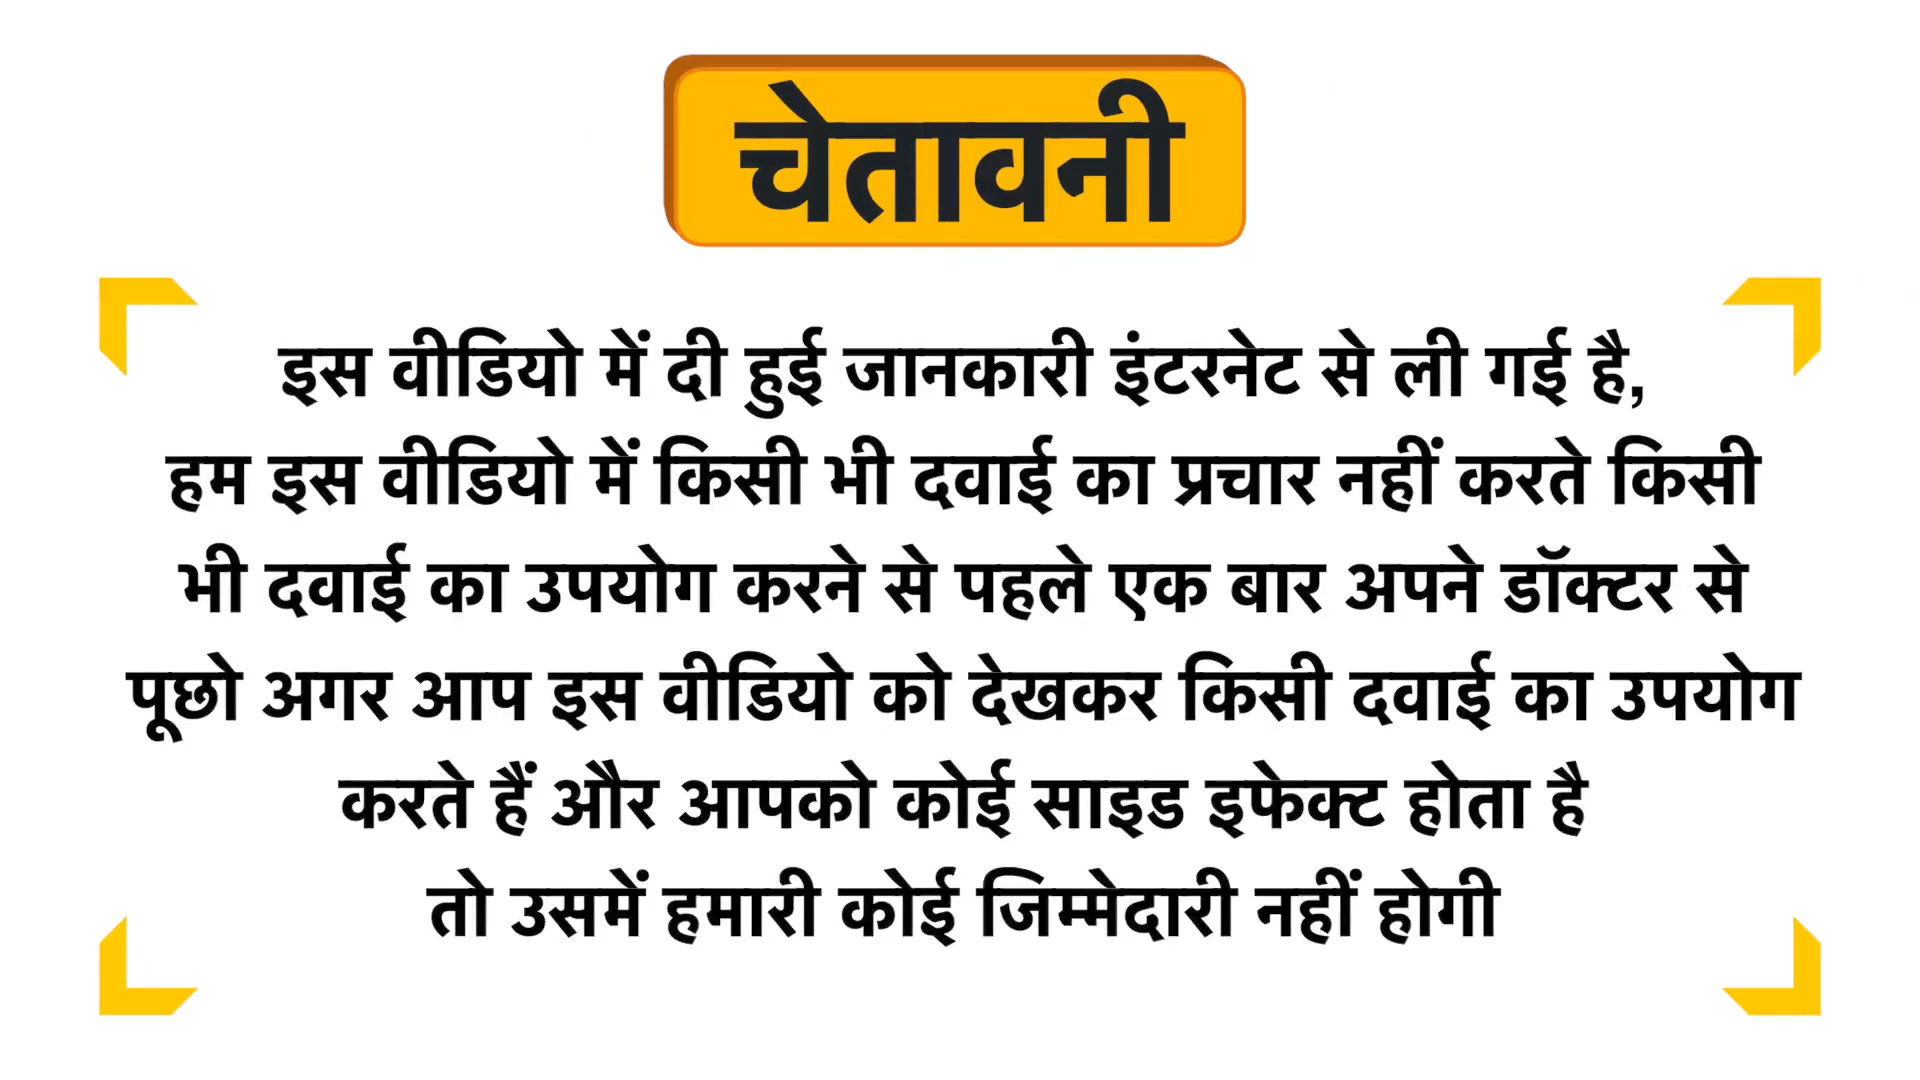 चेतावनी
इस वीडियो में दी हुई जानकारी इंटरनेट से ली गई है,
हम इस वीडियो में किसी भी दवाई का प्रचार नहीं करते किसी
भी दवाई का उपयोग करने से पहले एक बार अपने डॉक्टर से
पूछो अगर आप इस वीडियो को देखकर किसी दवाई का उपयोग
करते हैं और आपको कोई साइड इफेक्ट होता है
तो उसमें हमारी कोई जिम्मेदारी नहीं होगी